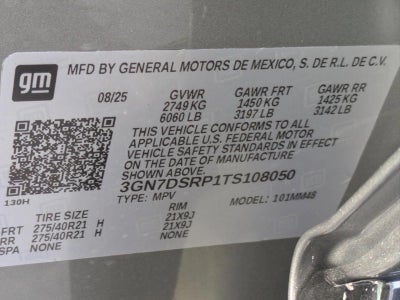 gm
MFD BY GENERAL MOTORS DE MEXICO, S. DE R.L. DE C.V.
08/25 GVWR GAWR FRT GAWR RR
2749 KG 1450 KG 1425 KG
6060 LB 3197 LB 3142 LB
THIS VEHICLE CONFORMS TO ALL
APPLICABLE U.S. FEDERAL MOTOR
VEHICLE SAFETY STANDARDS IN EFFECT
ON THE DATE OF MANUFACTURE
SHOWN ABOVE.
3GN7DSRP1TS108050
130H TYPE: MPV MODEL: 101MM48
TIRE SIZE RIM
FRT 275/40R21 H 21X9J
RR 275/40R21 H 21X9J
SPA NONE